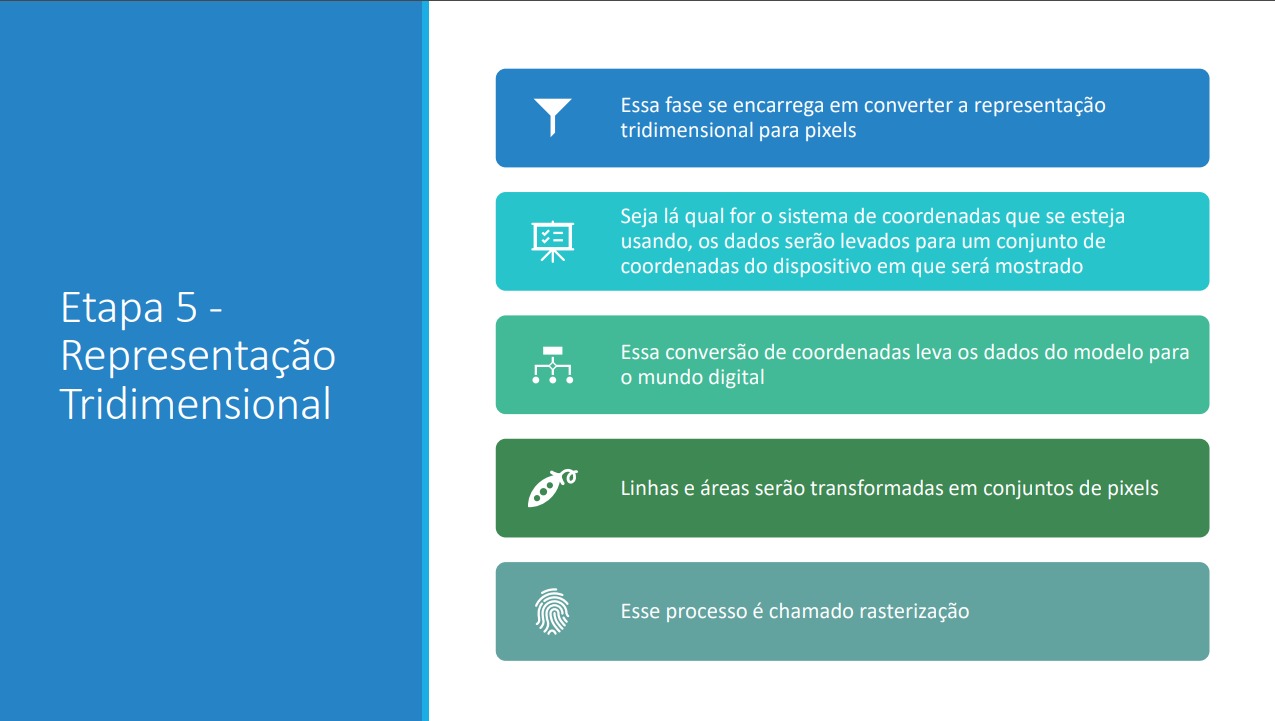 Etapa 5 -
Representação
Tridimensional
Essa fase se encarrega em converter a representação
tridimensional para pixels
Seja lá qual for o sistema de coordenadas que se esteja
usando, os dados serão levados para um conjunto de
coordenadas do dispositivo em que será mostrado
Essa conversão de coordenadas leva os dados do modelo para
o mundo digital
Linhas e áreas serão transformadas em conjuntos de pixels
Esse processo é chamado rasterização